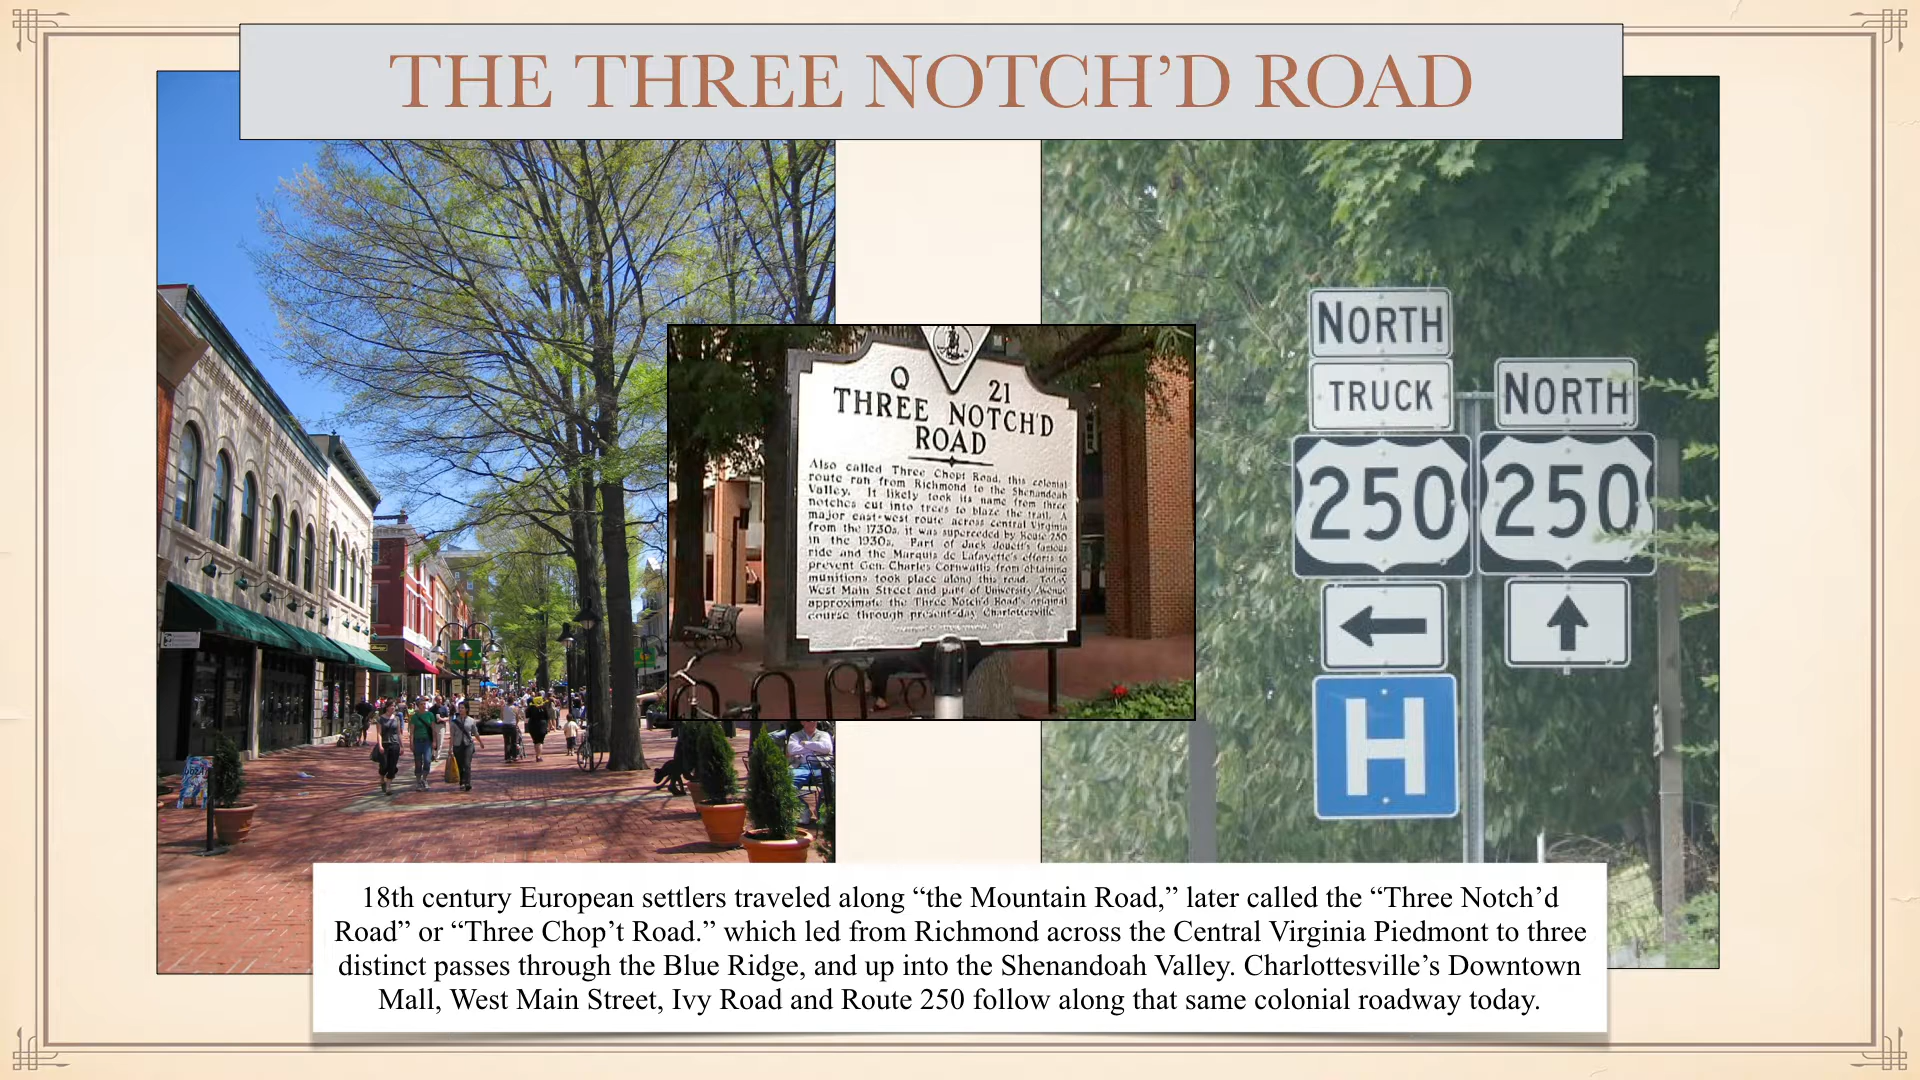 THE THREE NOTCH’D ROAD
Q 21
THREE NOTCH'D
ROAD
Also called Three Chopt Road, this colonial
route ran from Richmond to the Shenandoah
Valley. It likely took its name from three
notches cut into trees to blaze the trail. A
major east-west route across central Virginia
from the 1730s, it was superceded by Route 250
in the 1930s. Part of Jack Jouett's famous
ride and the Marquis de Lafayette's efforts to
prevent Gen. Charles Cornwallis from obtaining
munitions took place along this road. Today
West Main Street and part of University Avenue
approximate the Three Notch'd Road's original
course through present-day Charlottesville.
NORTH
TRUCK
NORTH
250
250
H
18th century European settlers traveled along “the Mountain Road,” later called the “Three Notch’d
Road” or “Three Chop’t Road.” which led from Richmond across the Central Virginia Piedmont to three
distinct passes through the Blue Ridge, and up into the Shenandoah Valley. Charlottesville’s Downtown
Mall, West Main Street, Ivy Road and Route 250 follow along that same colonial roadway today.